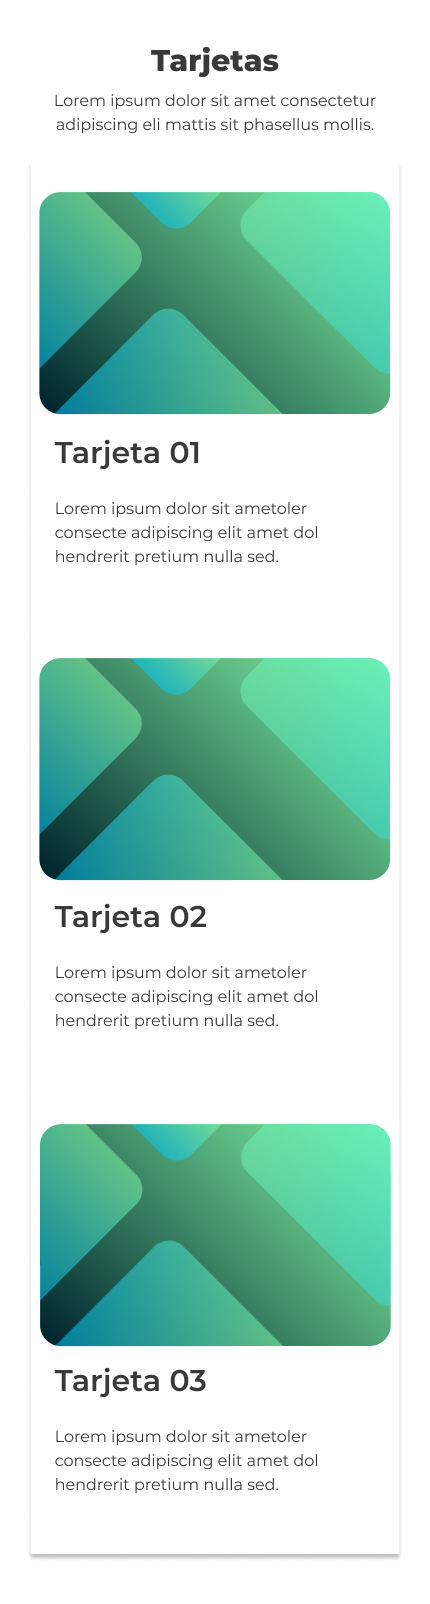 Tarjetas
Lorem ipsum dolor sit amet consectetur
adipiscing eli mattis sit phasellus mollis.
Tarjeta 01
Lorem ipsum dolor sit ametoler
consecte adipiscing elit amet dol
hendrerit pretium nulla sed.
Tarjeta 02
Lorem ipsum dolor sit ametoler
consecte adipiscing elit amet dol
hendrerit pretium nulla sed.
Tarjeta 03
Lorem ipsum dolor sit ametoler
consecte adipiscing elit amet dol
hendrerit pretium nulla sed.